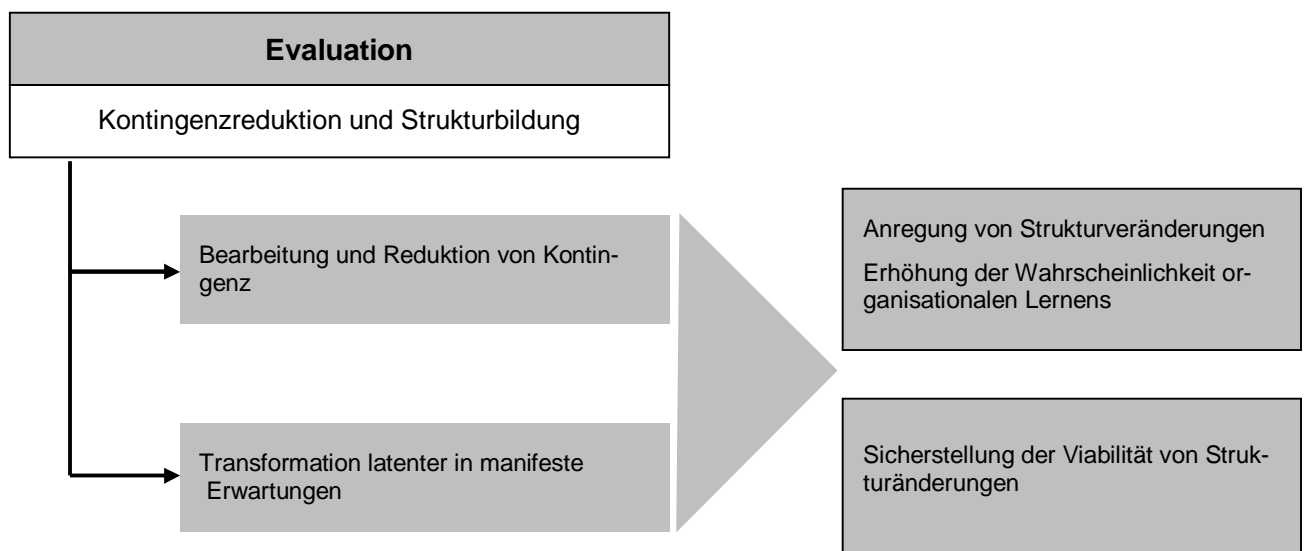 Evaluation
Kontingenzreduktion und Strukturbildung
Bearbeitung und Reduktion von Kontin-
genz
Transformation latenter in manifeste
Erwartungen
Anregung von Strukturveränderungen
Erhöhung der Wahrscheinlichkeit or-
ganisationalen Lernens
Sicherstellung der Viabilität von Struk-
turänderungen